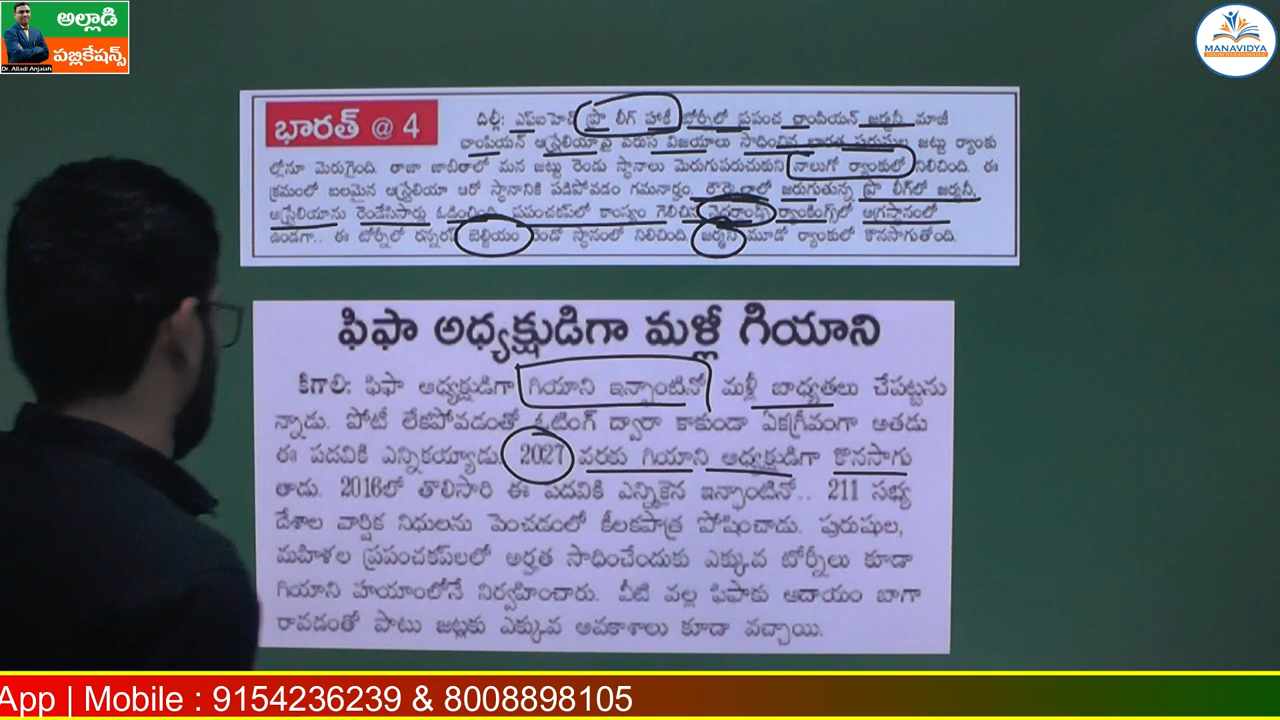 అల్లాడి
పబ్లికేషన్స్
Dr. Alladi Anjaiah
MANAVIDYA
భారత్ @ 4
దిల్లీ: ఎఫ్ఐహెచ్ ప్రొ లీగ్ హాకీ టోర్నీలో ప్రపంచ ఛాంపియన్ జర్మనీ, మాజీ
ఛాంపియన్ ఆస్ట్రేలియాపై వరుస విజయాలు సాధించిన భారత పురుషుల జట్టు ర్యాంకు
ల్లోనూ మెరుగైంది. తాజా జాబితాలో మన జట్టు రెండు స్థానాలు మెరుగుపరుచుకుని నాలుగో ర్యాంకులో నిలిచింది. ఈ
క్రమంలో బలమైన ఆస్ట్రేలియా ఆరో స్థానానికి పడిపోవడం గమనార్హం. రౌర్కెలాలో జరుగుతున్న ప్రొ లీగ్‌లో జర్మనీ,
ఆస్ట్రేలియాను రెండేసిసార్లు ఓడించింది. ప్రపంచకప్‌లో కాంస్యం గెలిచిన నెదర్లాండ్స్ ర్యాంకింగ్స్‌లో అగ్రస్థానంలో
ఉండగా.. ఈ టోర్నీలో రన్నరప్ బెల్జియం రెండో స్థానంలో నిలిచింది. జర్మనీ మూడో ర్యాంకులో కొనసాగుతోంది.
ఫిఫా అధ్యక్షుడిగా మళ్లీ గియాని
కీగాలి: ఫిఫా అధ్యక్షుడిగా గియాని ఇన్ఫాంటినో మళ్లీ బాధ్యతలు చేపట్టను
న్నాడు. పోటీ లేకపోవడంతో ఓటింగ్ ద్వారా కాకుండా ఏకగ్రీవంగా అతడు
ఈ పదవికి ఎన్నికయ్యాడు. 2027 వరకు గియాని అధ్యక్షుడిగా కొనసాగు
తాడు. 2016లో తొలిసారి ఈ పదవికి ఎన్నికైన ఇన్ఫాంటినో.. 211 సభ్య
దేశాల వార్షిక నిధులను పెంచడంలో కీలకపాత్ర పోషించాడు. పురుషుల,
మహిళల ప్రపంచకప్‌లలో అర్హత సాధించేందుకు ఎక్కువ టోర్నీలు కూడా
గియాని హయాంలోనే నిర్వహించారు. వీటి వల్ల ఫిఫాకు ఆదాయం బాగా
రావడంతో పాటు జట్లకు ఎక్కువ అవకాశాలు కూడా వచ్చాయి.
App | Mobile : 9154236239 & 8008898105